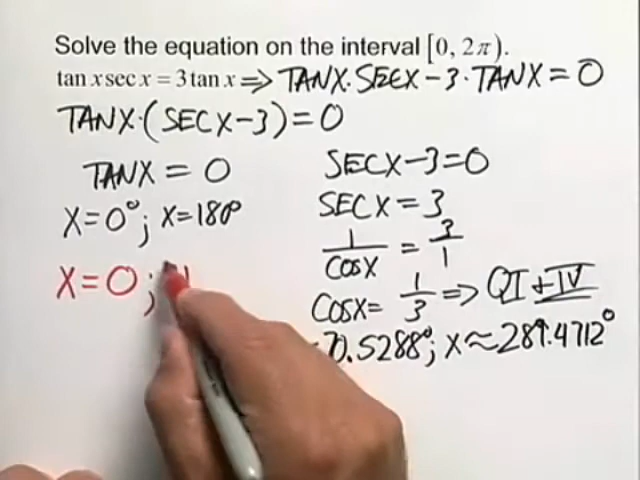 Solve the equation on the interval [0, 2π).
tan x sec x = 3 tan x ⇒ TANX·SECX-3·TANX=0
TANX·(SECX-3)=0
TANX=0
X=0°; X=180°
X=0;
SECX-3=0
SECX=3
1/COSX = 3/1
COSX= 1/3 ⇒ QI+IV
70.5288°; X≈289.4712°